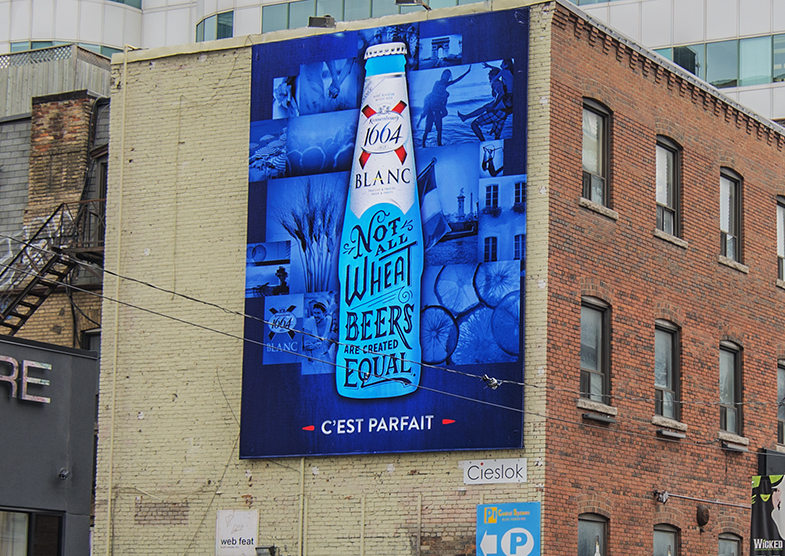 Kronenbourg
1664
BLANC
NOT
ALL
WHEAT
BEERS
ARE CREATED
EQUAL.
1664
BLANC
C'EST PARFAIT
RE
Cieslok
web feat
P
WICKED